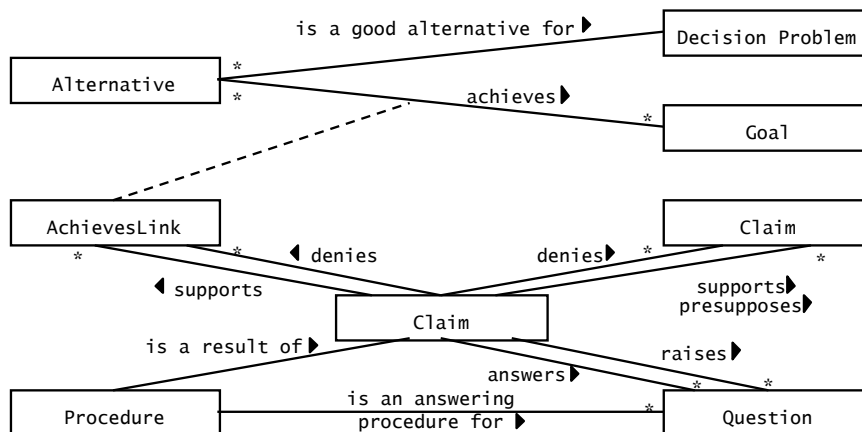 is a good alternative for
Decision Problem
*
Alternative
*
achieves
*
Goal
AchievesLink
Claim
*
*
denies
denies
*
*
supports
supports
presupposes
Claim
is a result of
raises
answers
*
*
is an answering
procedure for
*
Procedure
Question